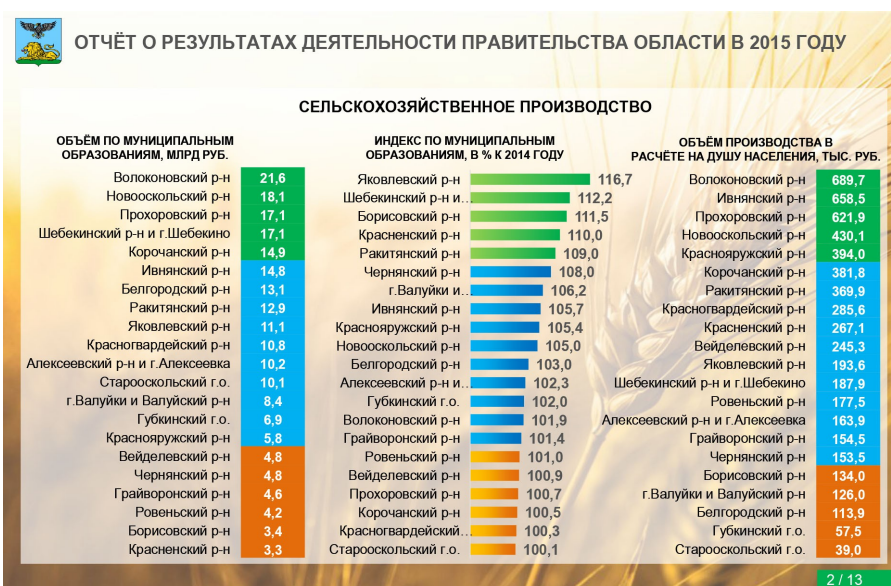 ОТЧЁТ О РЕЗУЛЬТАТАХ ДЕЯТЕЛЬНОСТИ ПРАВИТЕЛЬСТВА ОБЛАСТИ В 2015 ГОДУ
СЕЛЬСКОХОЗЯЙСТВЕННОЕ ПРОИЗВОДСТВО
ОБЪЁМ ПО МУНИЦИПАЛЬНЫМ
ОБРАЗОВАНИЯМ, МЛРД РУБ.
Волоконовский р-н 21,6
Новооскольский р-н 18,1
Прохоровский р-н 17,1
Шебекинский р-н и г.Шебекино 17,1
Корочанский р-н 14,9
Ивнянский р-н 14,8
Белгородский р-н 13,1
Ракитянский р-н 12,9
Яковлевский р-н 11,1
Красногвардейский р-н 10,8
Алексеевский р-н и г.Алексеевка 10,2
Старооскольский г.о. 10,1
г.Валуйки и Валуйский р-н 8,4
Губкинский г.о. 6,9
Краснояружский р-н 5,8
Вейделевский р-н 4,8
Чернянский р-н 4,8
Грайворонский р-н 4,6
Ровеньский р-н 4,2
Борисовский р-н 3,4
Красненский р-н 3,3
ИНДЕКС ПО МУНИЦИПАЛЬНЫМ
ОБРАЗОВАНИЯМ, В % К 2014 ГОДУ
Яковлевский р-н 116,7
Шебекинский р-н и… 112,2
Борисовский р-н 111,5
Красненский р-н 110,0
Ракитянский р-н 109,0
Чернянский р-н 108,0
г.Валуйки и… 106,2
Ивнянский р-н 105,7
Краснояружский р-н 105,4
Новооскольский р-н 105,0
Белгородский р-н 103,0
Алексеевский р-н и… 102,3
Губкинский г.о. 102,0
Волоконовский р-н 101,9
Грайворонский р-н 101,4
Ровеньский р-н 101,0
Вейделевский р-н 100,9
Прохоровский р-н 100,7
Корочанский р-н 100,5
Красногвардейский… 100,3
Старооскольский г.о. 100,1
ОБЪЁМ ПРОИЗВОДСТВА В
РАСЧЁТЕ НА ДУШУ НАСЕЛЕНИЯ, ТЫС. РУБ.
Волоконовский р-н 689,7
Ивнянский р-н 658,5
Прохоровский р-н 621,9
Новооскольский р-н 430,1
Краснояружский р-н 394,0
Корочанский р-н 381,8
Ракитянский р-н 369,9
Красногвардейский р-н 285,6
Красненский р-н 267,1
Вейделевский р-н 245,3
Яковлевский р-н 193,6
Шебекинский р-н и г.Шебекино 187,9
Ровеньский р-н 177,5
Алексеевский р-н и г.Алексеевка 163,9
Грайворонский р-н 154,5
Чернянский р-н 153,5
Борисовский р-н 134,0
г.Валуйки и Валуйский р-н 126,0
Белгородский р-н 113,9
Губкинский г.о. 57,5
Старооскольский г.о. 39,0
2 / 13